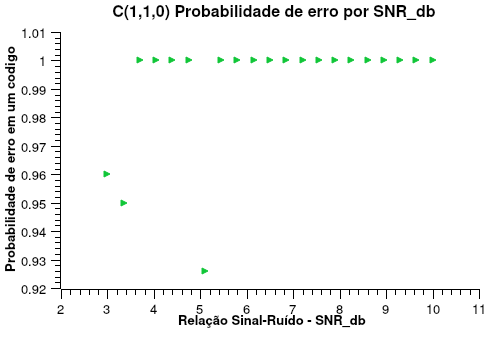 C(1,1,0) Probabilidade de erro por SNR_db
Probabilidade de erro em um codigo
1.01
1
0.99
0.98
0.97
0.96
0.95
0.94
0.93
0.92
2 3 4 5 6 7 8 9 10 11
Relação Sinal-Ruído - SNR_db